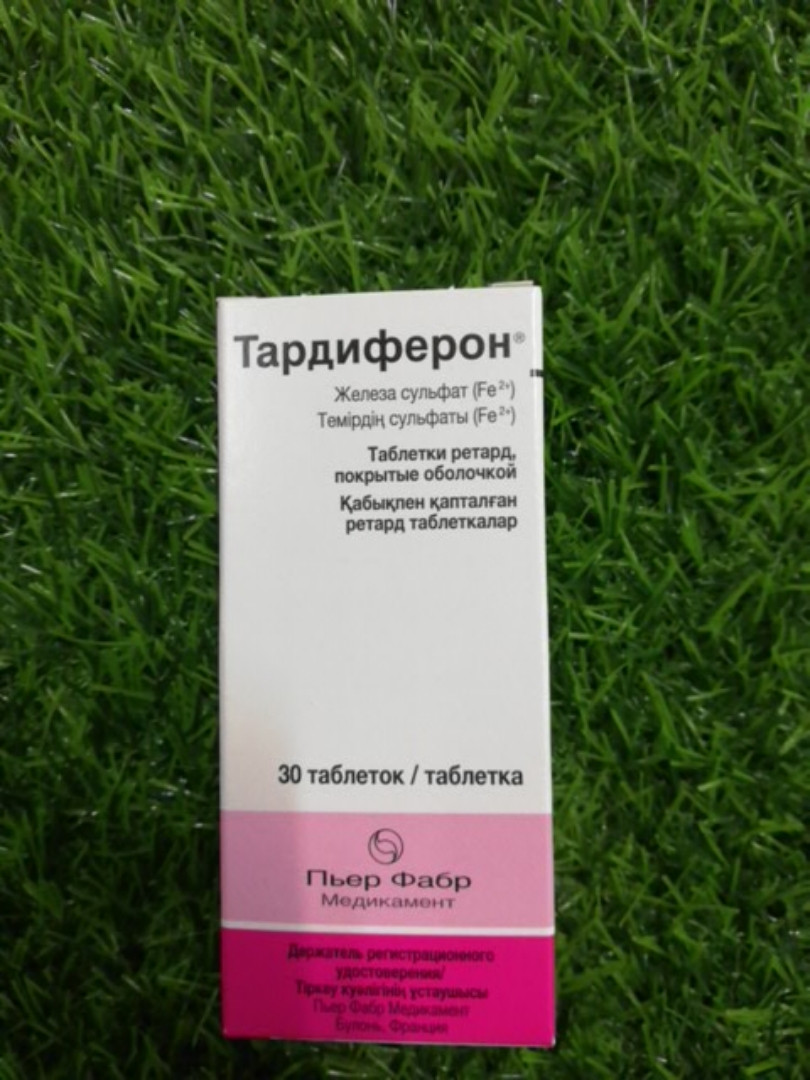 Тардиферон®
Железа сульфат (Fe²⁺)
Темірдің сульфаты (Fe²⁺)
Таблетки ретард,
покрытые оболочкой
Қабықпен қапталған
ретард таблеткалар
30 таблеток / таблетка
Пьер Фабр
Медикамент
Держатель регистрационного
удостоверения/
Тіркеу куәлігінің ұстаушысы
Пьер Фабр Медикамент
Булонь, Франция